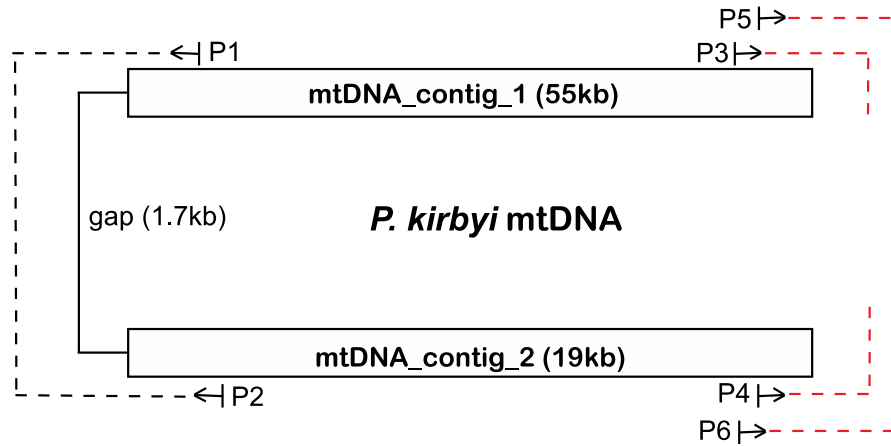 P5
P1
P3
mtDNA_contig_1 (55kb)
gap (1.7kb)
P. kirbyi mtDNA
mtDNA_contig_2 (19kb)
P2
P4
P6